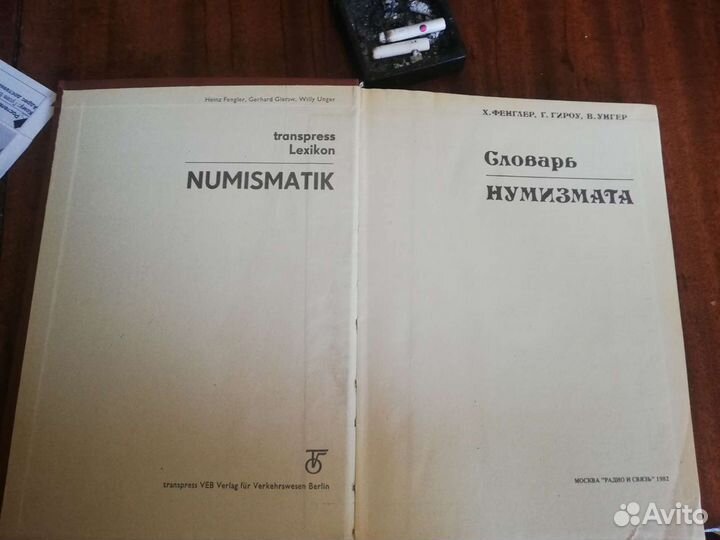 Heinz Fengler, Gerhard Gierow, Willy Unger
transpress
Lexikon
NUMISMATIK
transpress VEB Verlag für Verkehrswesen Berlin
Х. ФЕНГЛЕР, Г. ГИРОУ, В. УНГЕР
Словарь
НУМИЗМАТА
МОСКВА "РАДИО И СВЯЗЬ" 1982
Avito